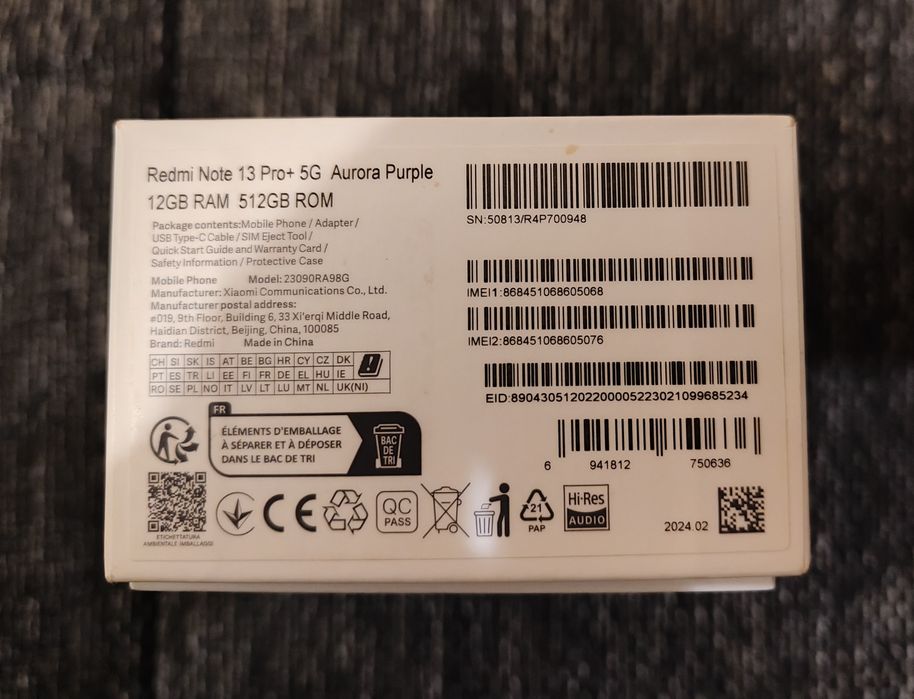 Redmi Note 13 Pro+ 5G Aurora Purple
12GB RAM 512GB ROM
Package contents:Mobile Phone / Adapter /
USB Type-C Cable / SIM Eject Tool /
Quick Start Guide and Warranty Card /
Safety Information / Protective Case
Mobile Phone Model: 23090RA98G
Manufacturer: Xiaomi Communications Co., Ltd.
Manufacturer postal address:
#019, 9th Floor, Building 6, 33 Xi'erqi Middle Road,
Haidian District, Beijing, China, 100085
Brand: Redmi Made in China
CH SI SK IS AT BE BG HR CY CZ DK
PT ES TR LI EE FI FR DE EL HU IE
RO SE PL NO IT LV LT LU MT NL UK(NI)
FR
ÉLÉMENTS D'EMBALLAGE
À SÉPARER ET À DÉPOSER
DANS LE BAC DE TRI
BAC
DE
TRI
ETICHETTATURA
AMBIENTALE IMBALLAGGI
CE
QC
PASS
21
PAP
Hi-Res
AUDIO
SN:50813/R4P700948
IMEI1:868451068605068
IMEI2:868451068605076
EID:89043051202200005223021099685234
6 941812 750636
2024.02